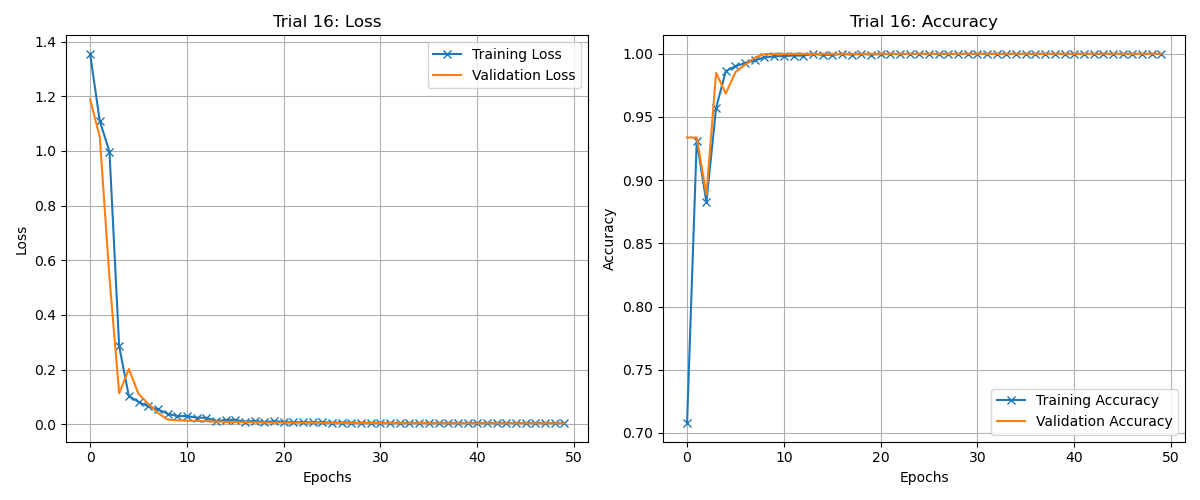 Trial 16: Loss
1.4
1.2
1.0
0.8
0.6
0.4
0.2
0.0
Loss
0 10 20 30 40 50
Epochs
Training Loss
Validation Loss
Trial 16: Accuracy
1.00
0.95
0.90
0.85
0.80
0.75
0.70
Accuracy
0 10 20 30 40 50
Epochs
Training Accuracy
Validation Accuracy